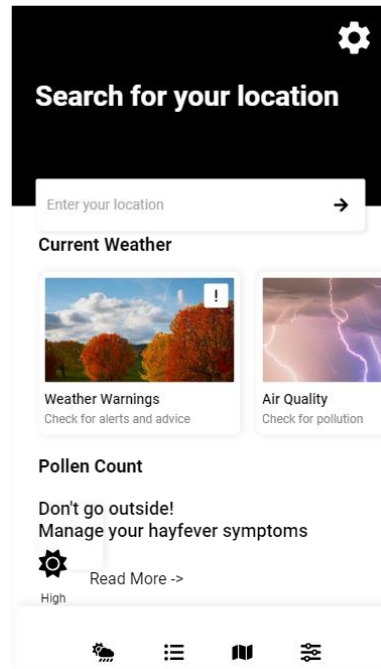 Search for your location
Enter your location
Current Weather
!
Weather Warnings
Check for alerts and advice
Air Quality
Check for pollution
Pollen Count
Don't go outside!
Manage your hayfever symptoms
Read More ->
High